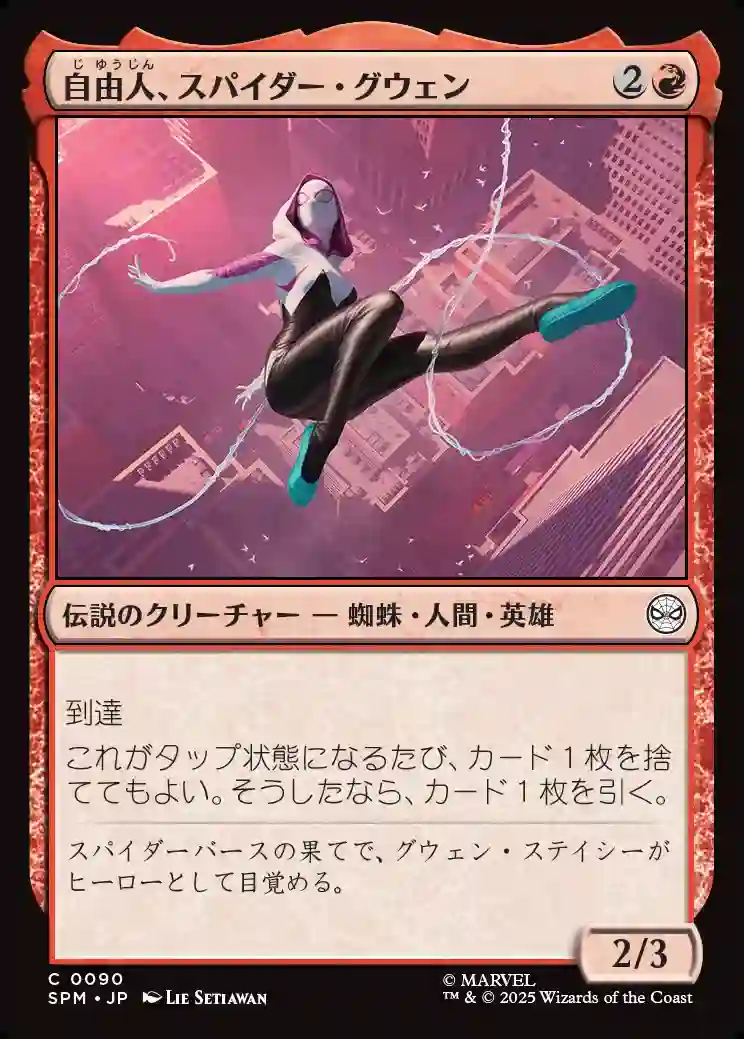 じゆうじん
自由人、スパイダー・グウェン 2
伝説のクリーチャー — 蜘蛛・人間・英雄
到達
これがタップ状態になるたび、カード1枚を捨
ててもよい。そうしたなら、カード1枚を引く。
スパイダーバースの果てで、グウェン・ステイシーが
ヒーローとして目覚める。
2/3
C 0090
SPM • JP LIE SETIAWAN
© MARVEL
™ & © 2025 Wizards of the Coast